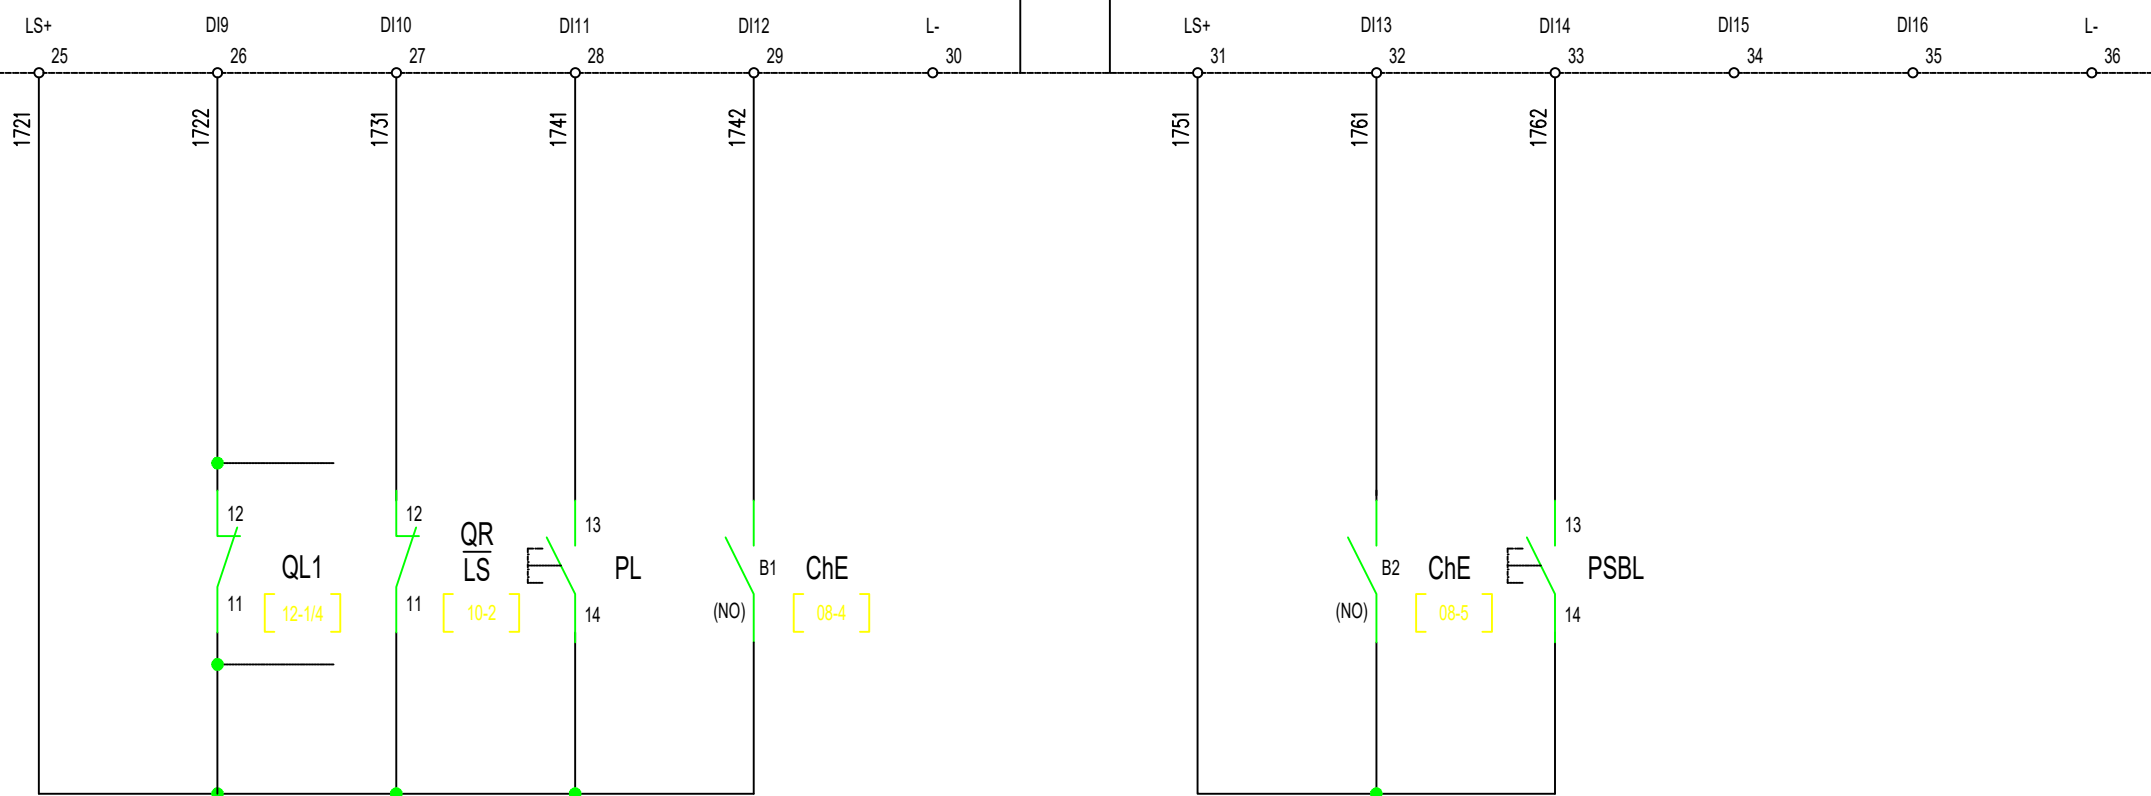 LS+ DI9 DI10 DI11 DI12 L- LS+ DI13 DI14 DI15 DI16 L-
25 26 27 28 29 30 31 32 33 34 35 36
1721 1722 1731 1741 1742 1751 1761 1762
12 12 13 13
QR
QL1 LS PL B1 ChE B2 ChE PSBL
11 12-1/4 11 10-2 14 (NO) 08-4 (NO) 08-5 14